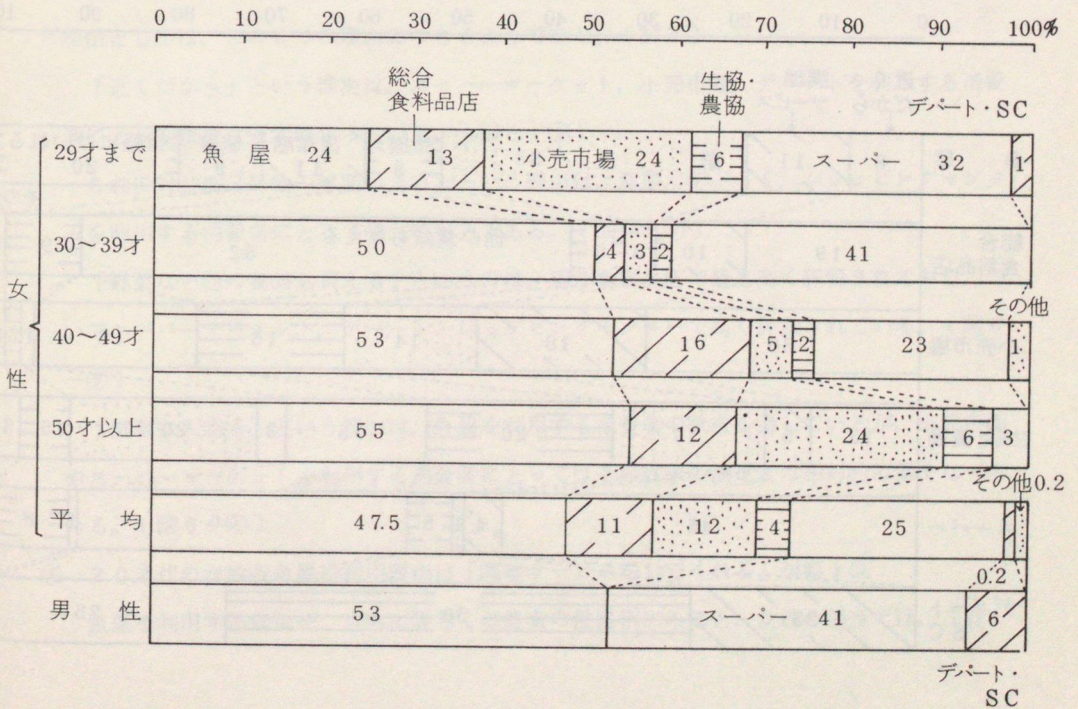 0 10 20 30 40 50 60 70 80 90 100%
総合
食料品店
生協・
農協
デパート・SC
29才まで 魚屋 24 13 小売市場 24 6 スーパー 32 1
30〜39才 50 4 3 2 41
その他
40〜49才 53 16 5 2 23 1
50才以上 55 12 24 6 3
その他0.2
平均 47.5 11 12 4 25
0.2
男性 53 スーパー 41 6
デパート・
SC
女性